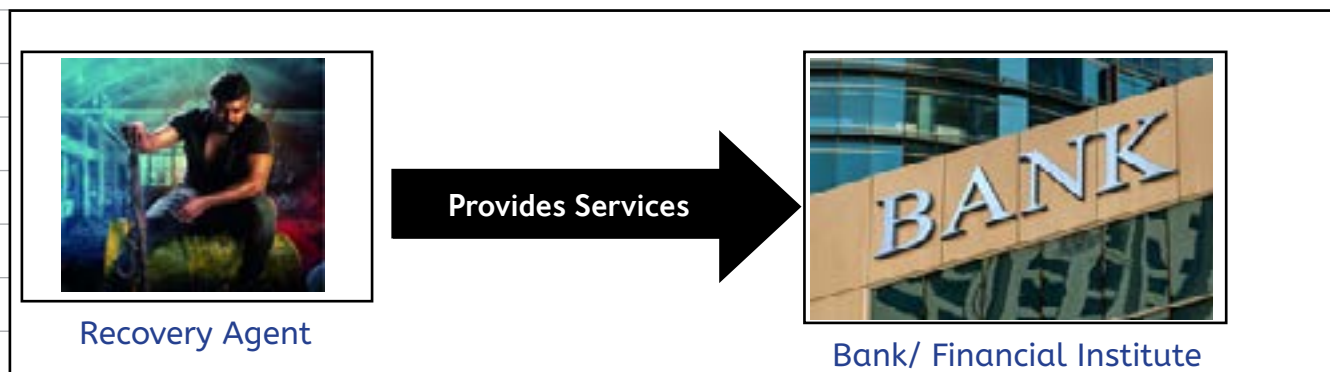 Provides Services
BANK
Recovery Agent
Bank/ Financial Institute